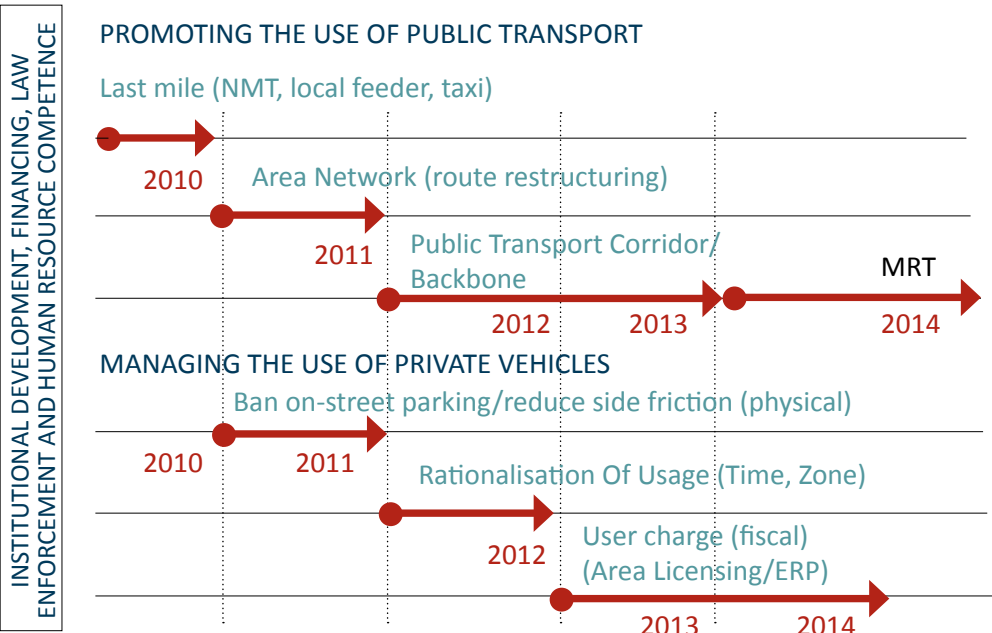 INSTITUTIONAL DEVELOPMENT, FINANCING, LAW
ENFORCEMENT AND HUMAN RESOURCE COMPETENCE
PROMOTING THE USE OF PUBLIC TRANSPORT
Last mile (NMT, local feeder, taxi)
2010
Area Network (route restructuring)
2011
Public Transport Corridor/
Backbone
MRT
2012
2013
2014
MANAGING THE USE OF PRIVATE VEHICLES
Ban on-street parking/reduce side friction (physical)
2010
2011
Rationalisation Of Usage (Time, Zone)
2012
User charge (fiscal)
(Area Licensing/ERP)
2013
2014